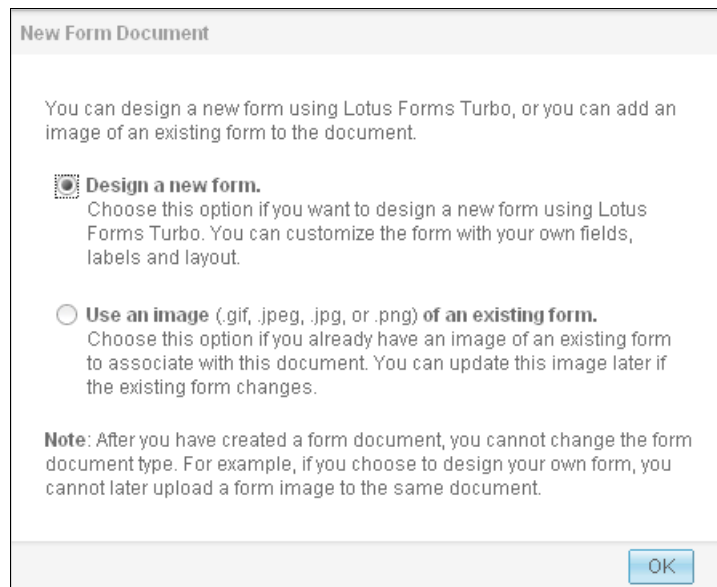 New Form Document
You can design a new form using Lotus Forms Turbo, or you can add an
image of an existing form to the document.
Design a new form.
Choose this option if you want to design a new form using Lotus
Forms Turbo. You can customize the form with your own fields,
labels and layout.
Use an image (.gif, .jpeg, .jpg, or .png) of an existing form.
Choose this option if you already have an image of an existing form
to associate with this document. You can update this image later if
the existing form changes.
Note: After you have created a form document, you cannot change the form
document type. For example, if you choose to design your own form, you
cannot later upload a form image to the same document.
OK